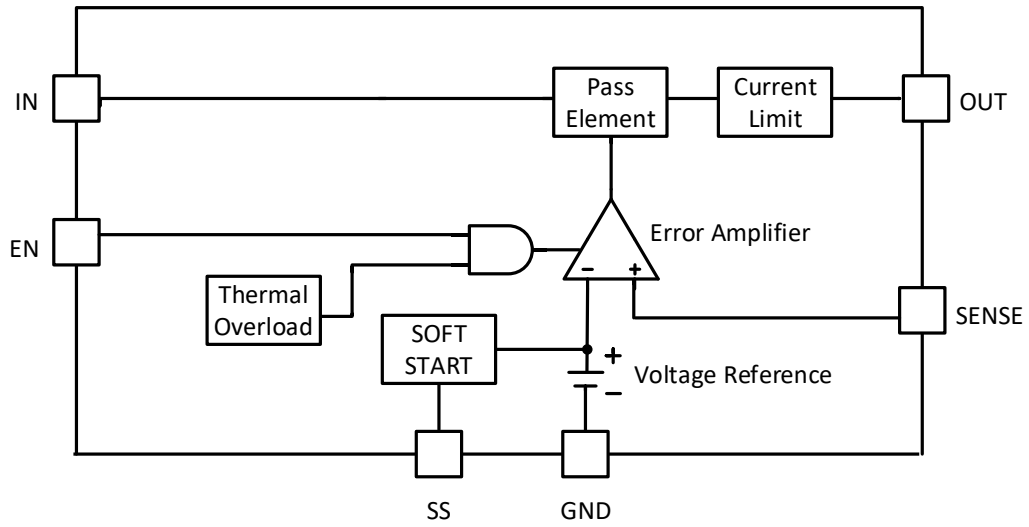 IN
Pass
Element
Current
Limit
OUT
EN
Error Amplifier
- +
Thermal
Overload
SENSE
SOFT
START
+
Voltage Reference
−
SS
GND